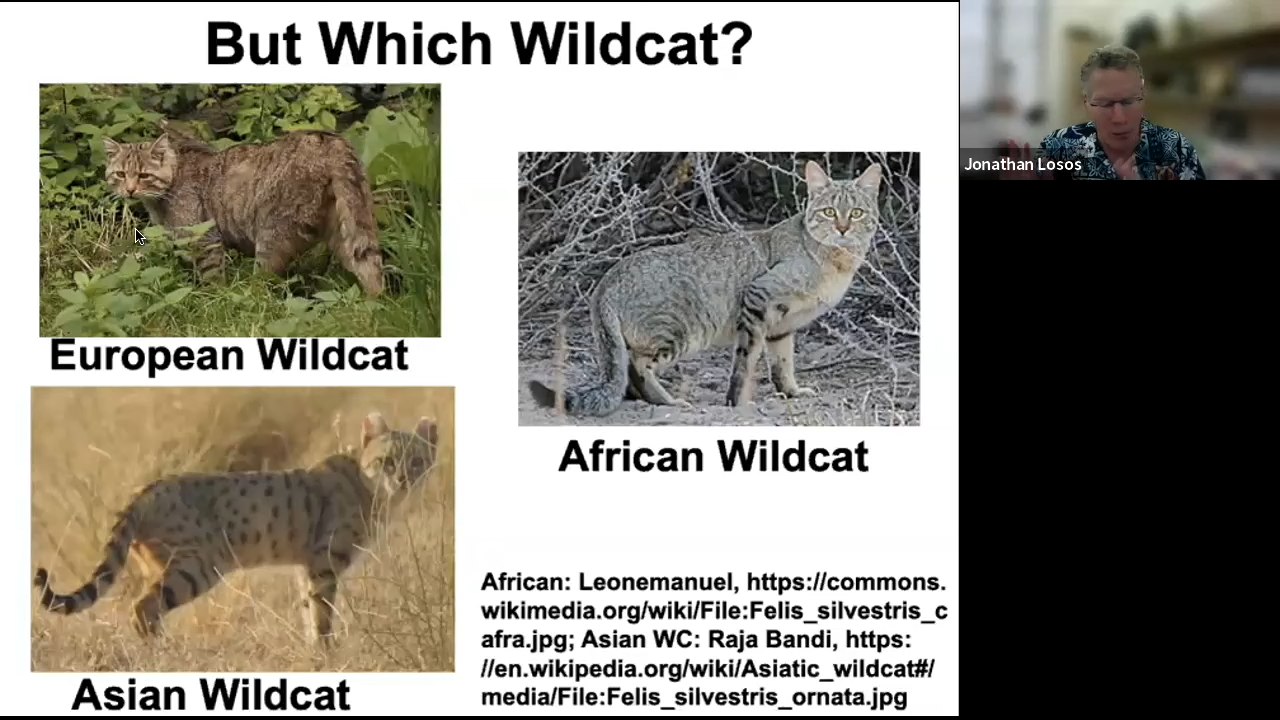 But Which Wildcat?
Jonathan Losos
European Wildcat
African Wildcat
Asian Wildcat
African: Leonemanuel, https://commons.
wikimedia.org/wiki/File:Felis_silvestris_c
afra.jpg; Asian WC: Raja Bandi, https:
//en.wikipedia.org/wiki/Asiatic_wildcat#/
media/File:Felis_silvestris_ornata.jpg